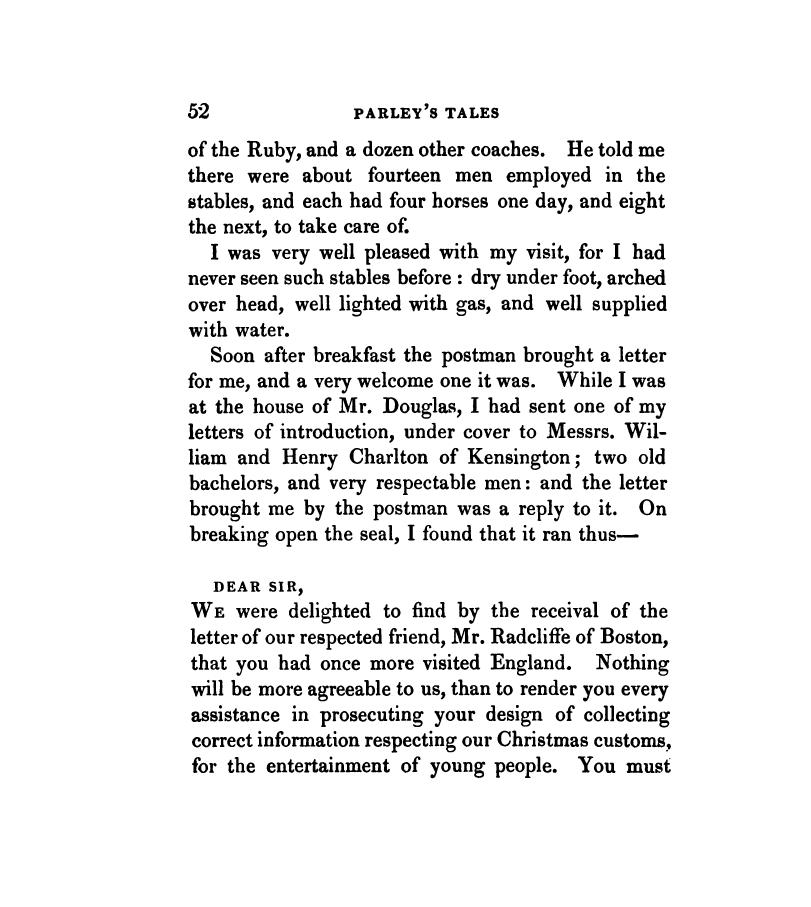 52 PARLEY'S TALES
of the Ruby, and a dozen other coaches. He told me
there were about fourteen men employed in the
stables, and each had four horses one day, and eight
the next, to take care of.
I was very well pleased with my visit, for I had
never seen such stables before : dry under foot, arched
over head, well lighted with gas, and well supplied
with water.
Soon after breakfast the postman brought a letter
for me, and a very welcome one it was. While I was
at the house of Mr. Douglas, I had sent one of my
letters of introduction, under cover to Messrs. Wil-
liam and Henry Charlton of Kensington; two old
bachelors, and very respectable men: and the letter
brought me by the postman was a reply to it. On
breaking open the seal, I found that it ran thus—
DEAR SIR,
WE were delighted to find by the receival of the
letter of our respected friend, Mr. Radcliffe of Boston,
that you had once more visited England. Nothing
will be more agreeable to us, than to render you every
assistance in prosecuting your design of collecting
correct information respecting our Christmas customs,
for the entertainment of young people. You must